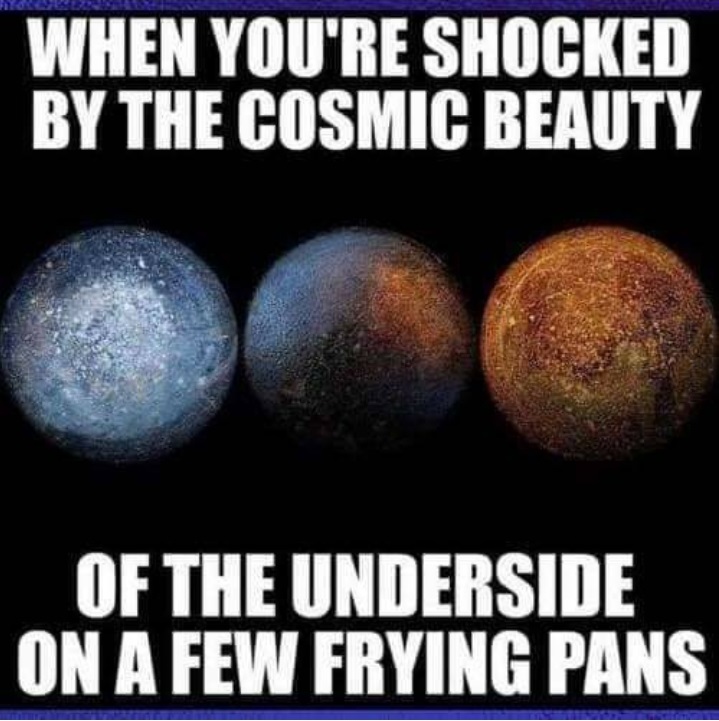 WHEN YOU'RE SHOCKED
BY THE COSMIC BEAUTY
OF THE UNDERSIDE
ON A FEW FRYING PANS